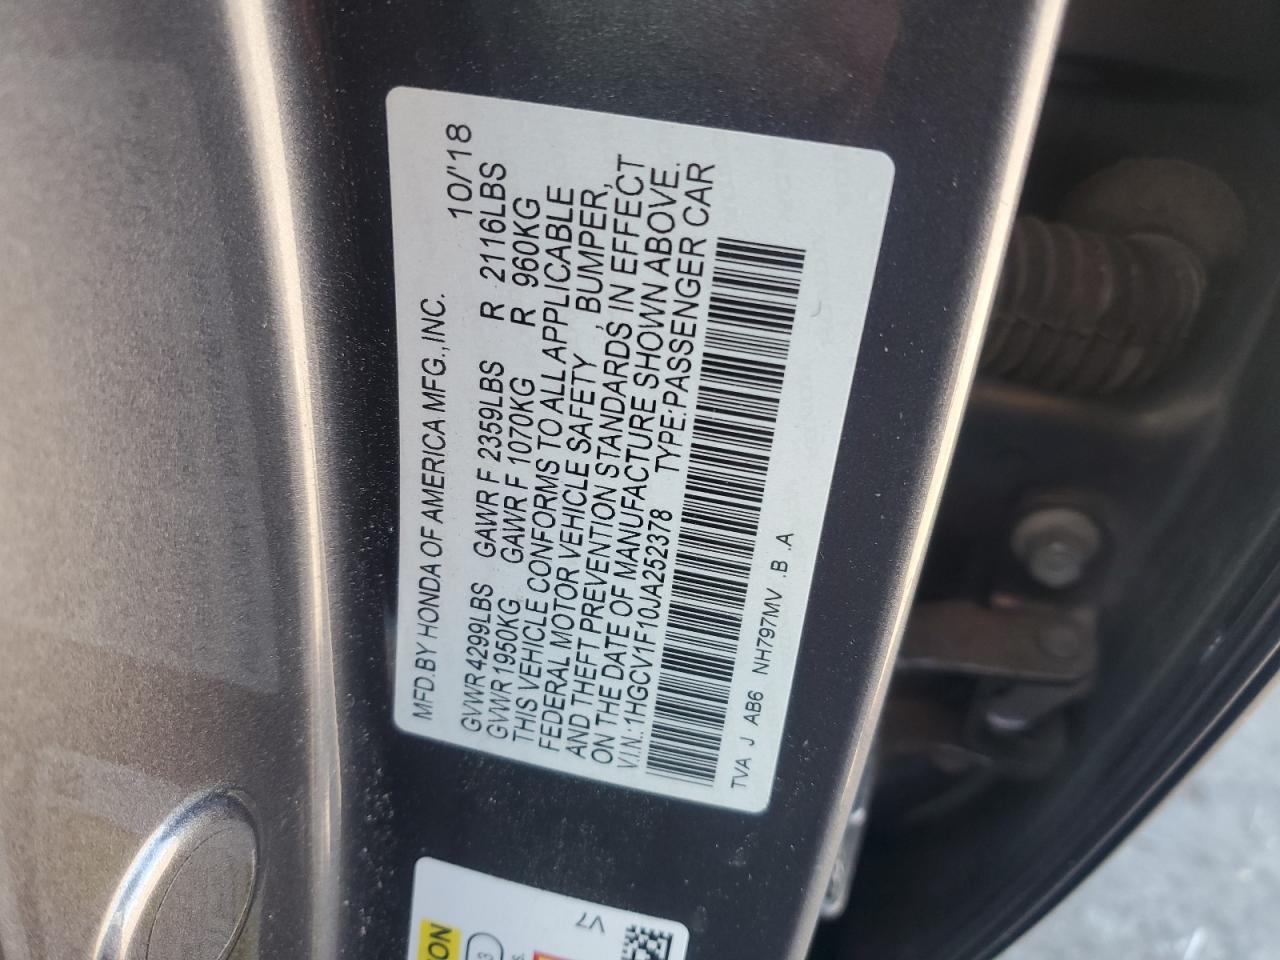 MFD.BY HONDA OF AMERICA MFG.,INC.
10/'18
GVWR 4299LBS GAWR F 2359LBS R 2116LBS
GVWR 1950KG GAWR F 1070KG R 960KG
THIS VEHICLE CONFORMS TO ALL APPLICABLE
FEDERAL MOTOR VEHICLE SAFETY, BUMPER,
AND THEFT PREVENTION STANDARDS IN EFFECT
ON THE DATE OF MANUFACTURE SHOWN ABOVE.
V.I.N.:1HGCV1F10JA252378 TYPE:PASSENGER CAR
TVA J AB6 NH797MV .B .A
<7